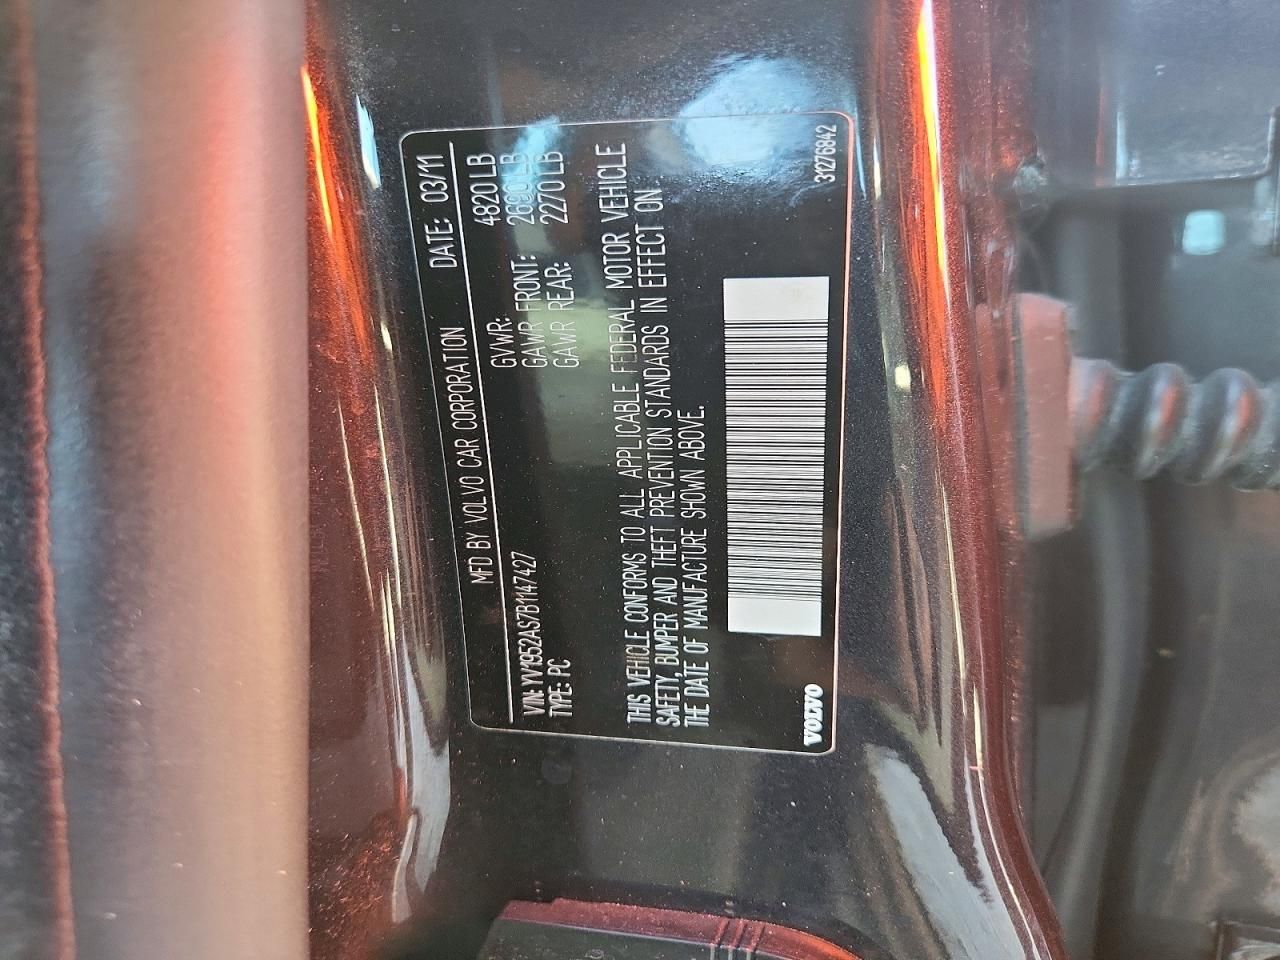 MFD BY VOLVO CAR CORPORATION DATE: 03/11
GVWR: 4820 LB
GAWR FRONT: 2690 LB
GAWR REAR: 2270 LB
VIN: YV1952AS7B1147427
TYPE: PC
THIS VEHICLE CONFORMS TO ALL APPLICABLE FEDERAL MOTOR VEHICLE
SAFETY, BUMPER AND THEFT PREVENTION STANDARDS IN EFFECT ON
THE DATE OF MANUFACTURE SHOWN ABOVE.
VOLVO 31276842